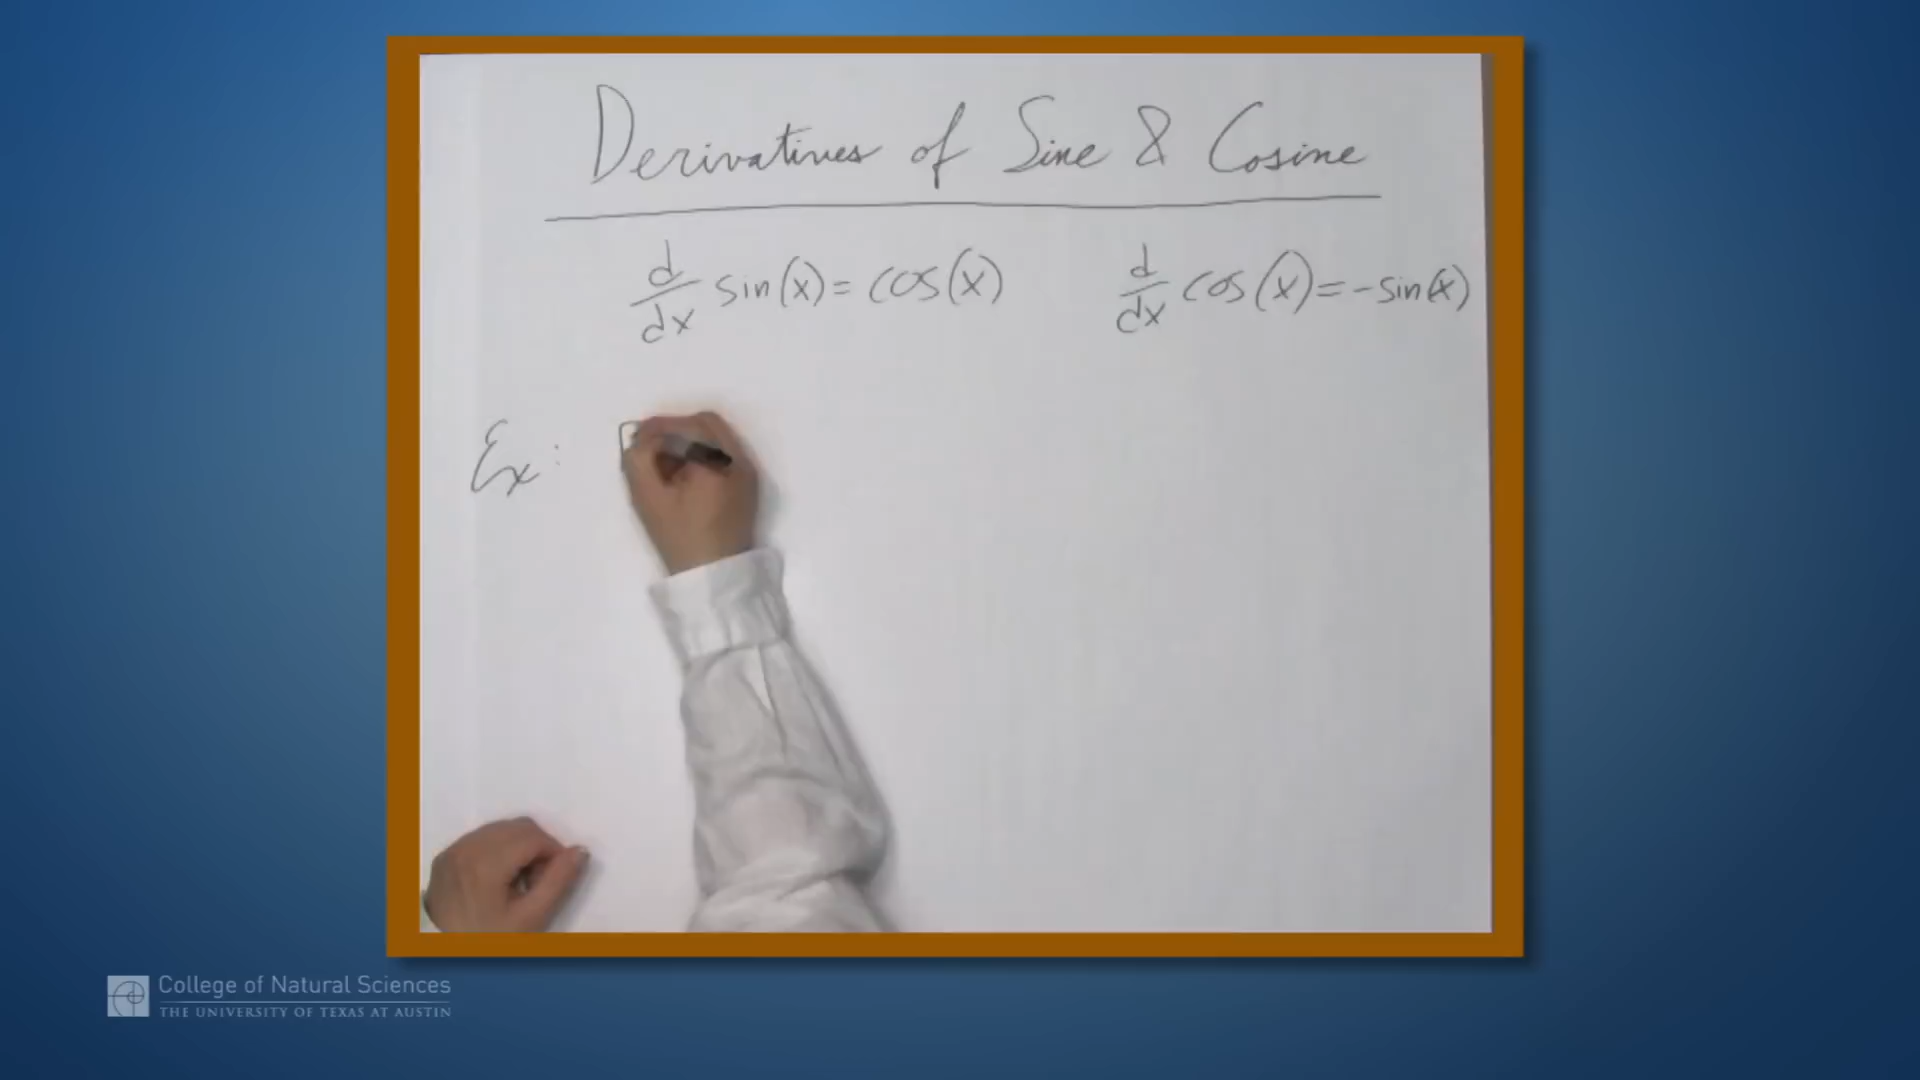 Derivatives of Sine & Cosine
d/dx sin(x) = cos(x) d/dx cos(x) = -sin(x)
Ex:
College of Natural Sciences
THE UNIVERSITY OF TEXAS AT AUSTIN